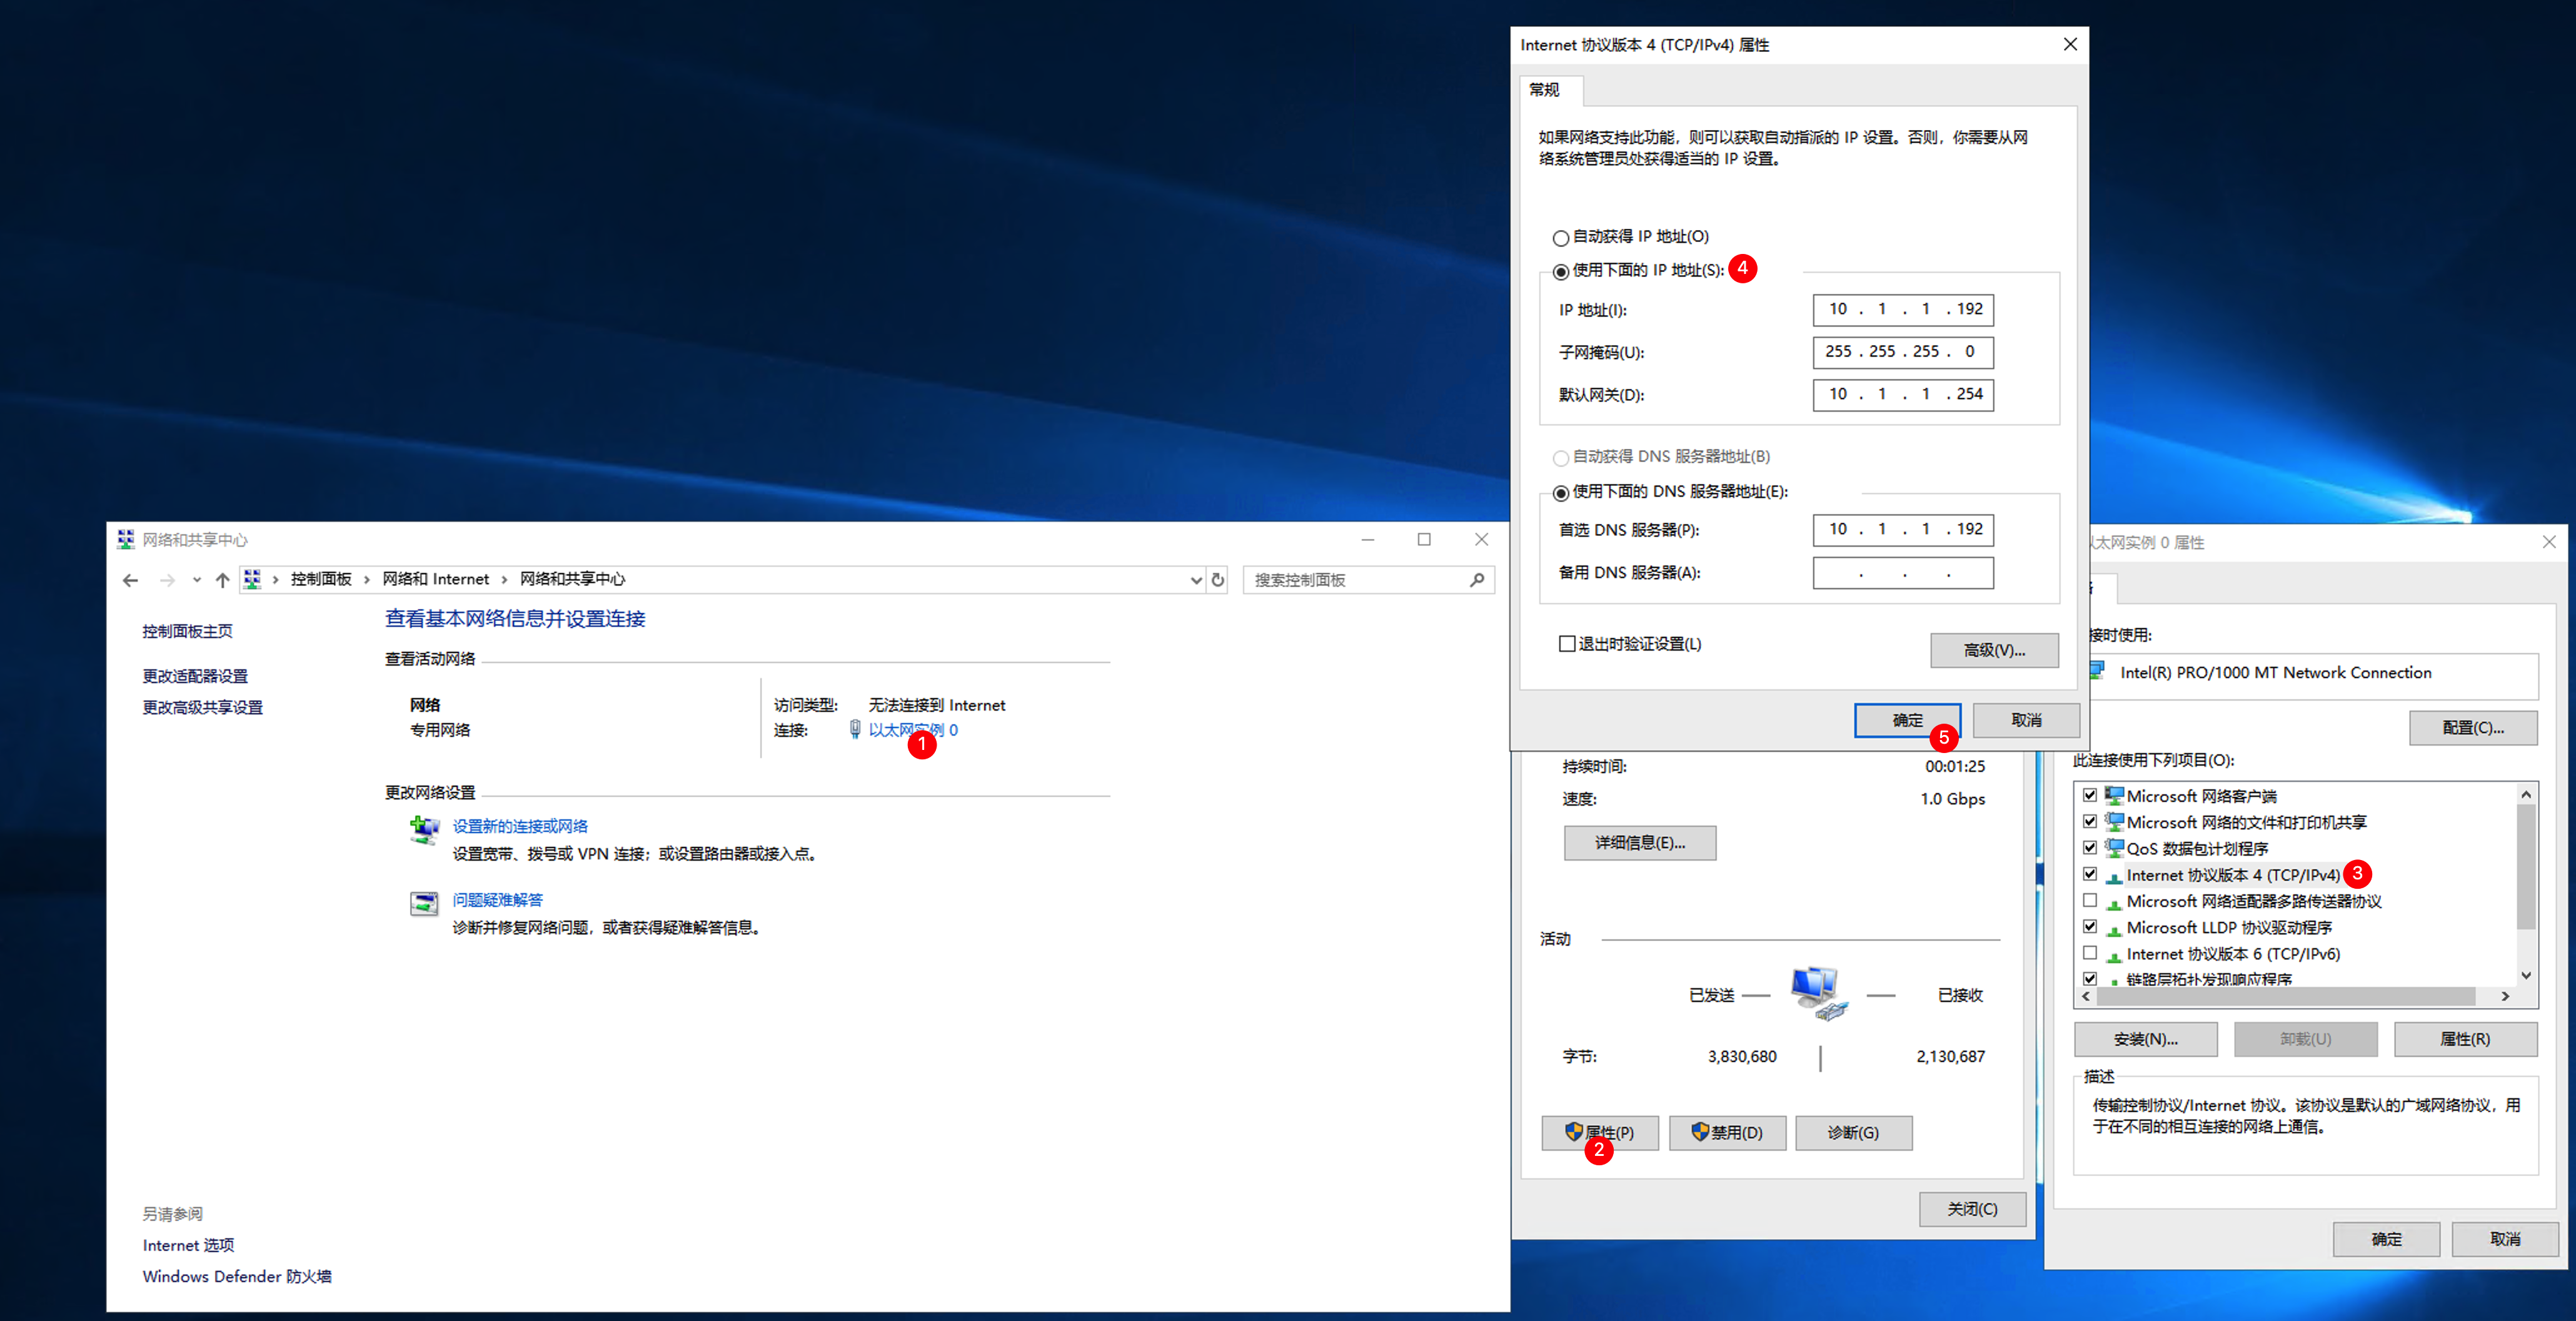 Internet 协议版本 4 (TCP/IPv4) 属性
常规
如果网络支持此功能，则可以获取自动指派的 IP 设置。否则，你需要从网
络系统管理员处获得适当的 IP 设置。
自动获得 IP 地址(O)
使用下面的 IP 地址(S): 4
IP 地址(I): 10 . 1 . 1 . 192
子网掩码(U): 255 . 255 . 255 . 0
默认网关(D): 10 . 1 . 1 . 254
自动获得 DNS 服务器地址(B)
使用下面的 DNS 服务器地址(E):
首选 DNS 服务器(P): 10 . 1 . 1 . 192
备用 DNS 服务器(A): . . .
退出时验证设置(L)
高级(V)...
确定 5 取消
网络和共享中心
控制面板 › 网络和 Internet › 网络和共享中心
搜索控制面板
控制面板主页
更改适配器设置
更改高级共享设置
查看基本网络信息并设置连接
查看活动网络
网络
专用网络
访问类型: 无法连接到 Internet
连接: 以太网实例 0
1
更改网络设置
设置新的连接或网络
设置宽带、拨号或 VPN 连接；或设置路由器或接入点。
问题疑难解答
诊断并修复网络问题，或者获得疑难解答信息。
另请参阅
Internet 选项
Windows Defender 防火墙
持续时间: 00:01:25
速度: 1.0 Gbps
详细信息(E)...
活动
已发送 已接收
字节: 3,830,680 2,130,687
属性(P) 禁用(D) 诊断(G)
2
关闭(C)
太网实例 0 属性
接时使用:
Intel(R) PRO/1000 MT Network Connection
配置(C)...
此连接使用下列项目(O):
Microsoft 网络客户端
Microsoft 网络的文件和打印机共享
QoS 数据包计划程序
Internet 协议版本 4 (TCP/IPv4) 3
Microsoft 网络适配器多路传送器协议
Microsoft LLDP 协议驱动程序
Internet 协议版本 6 (TCP/IPv6)
链路层拓扑发现响应程序
安装(N)... 卸载(U) 属性(R)
描述
传输控制协议/Internet 协议。该协议是默认的广域网络协议，用
于在不同的相互连接的网络上通信。
确定 取消